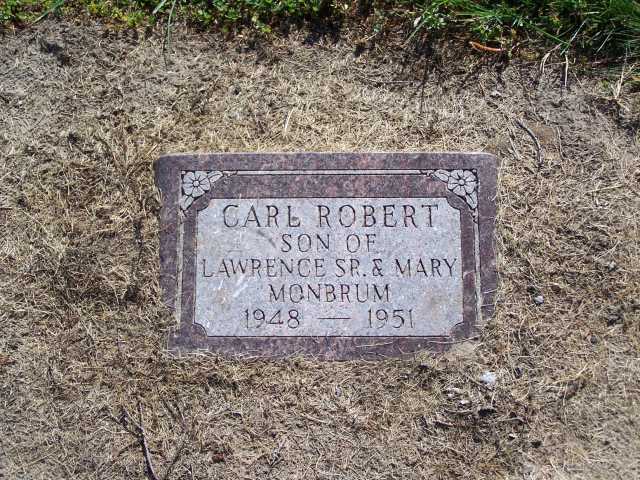 CARL ROBERT
SON OF
LAWRENCE SR. & MARY
MONBRUM
1948 — 1951